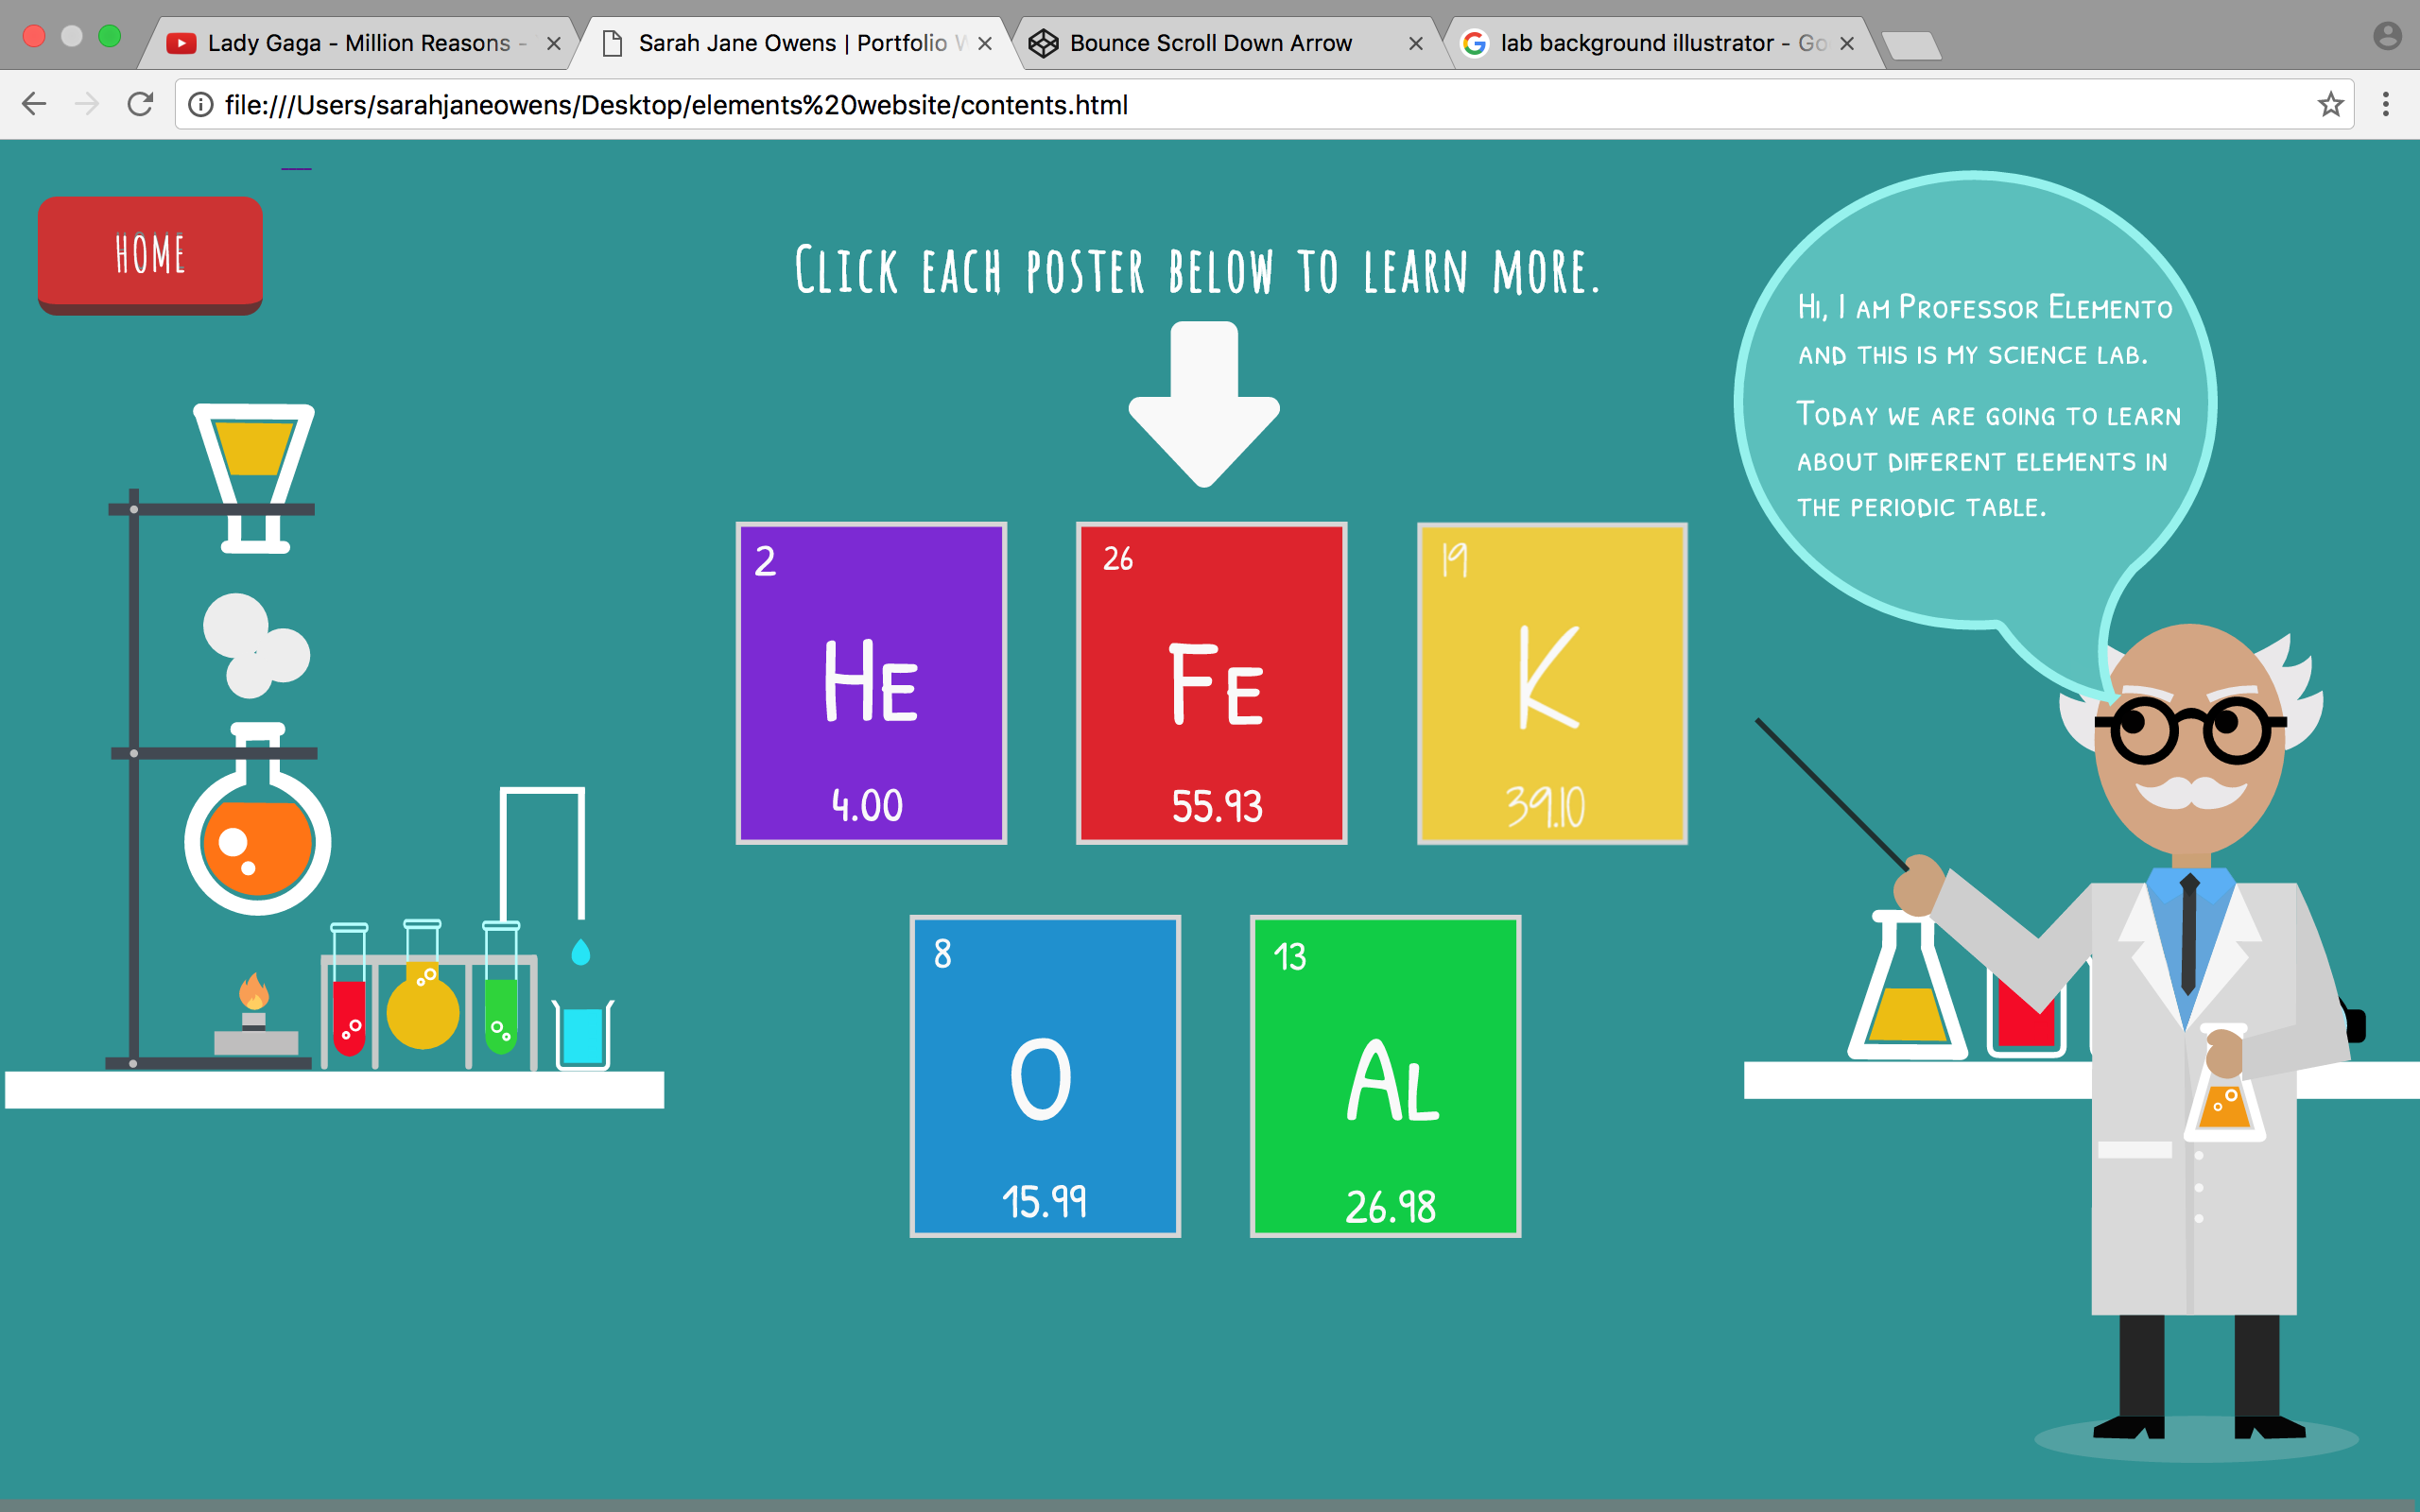 Lady Gaga - Million Reasons -
Sarah Jane Owens | Portfolio W
Bounce Scroll Down Arrow
lab background illustrator - Go
file:///Users/sarahjaneowens/Desktop/elements%20website/contents.html
HOME
Click each poster below to learn more.
Hi, I am Professor Elemento
and this is my science lab.
Today we are going to learn
about different elements in
the periodic table.
2
He
4.00
26
Fe
55.93
19
K
39.10
8
O
15.99
13
Al
26.98